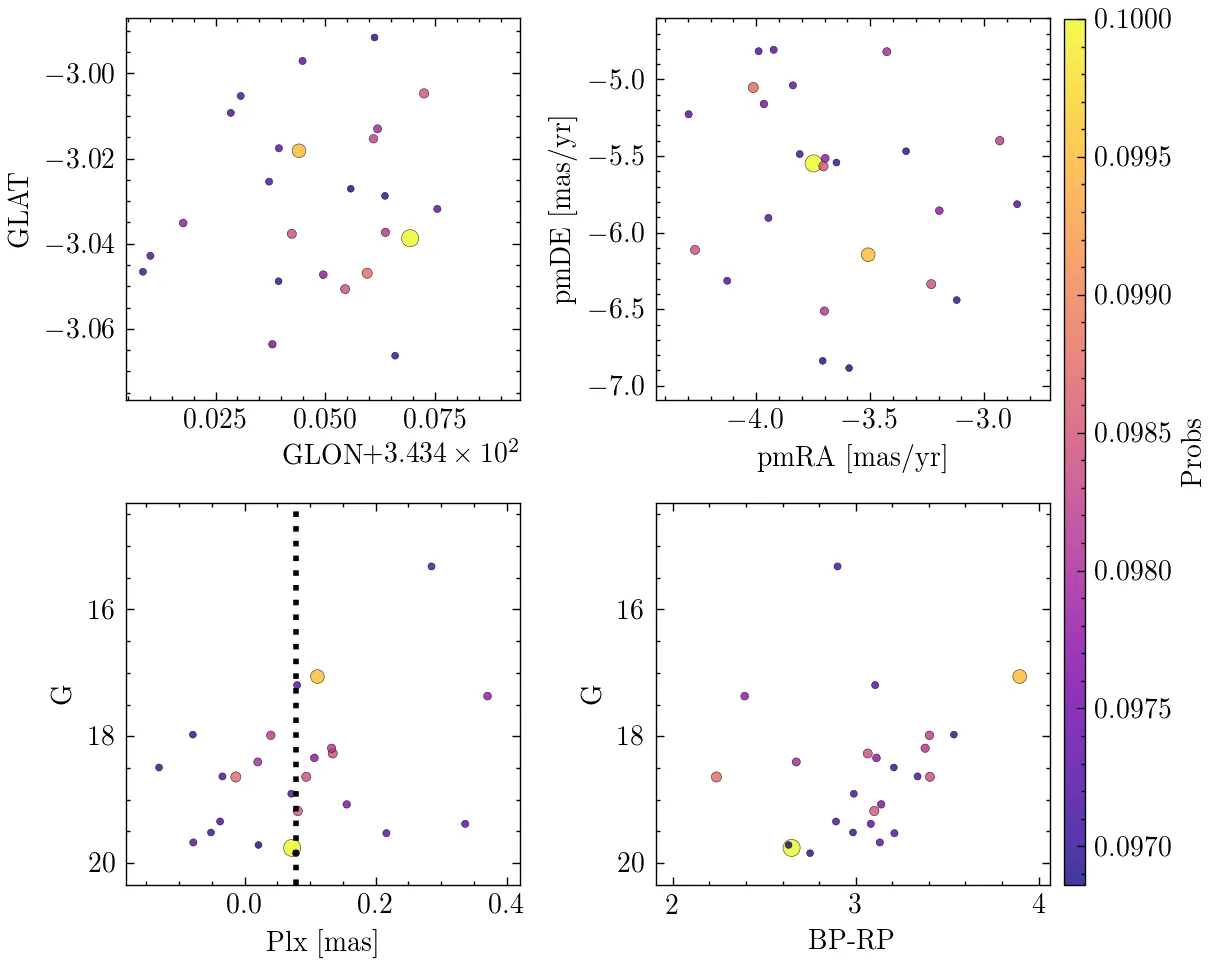 −3.00
−3.02
−3.04
−3.06
GLAT
0.025 0.050 0.075
GLON+3.434 × 10²
−5.0
−5.5
−6.0
−6.5
−7.0
pmDE [mas/yr]
−4.0 −3.5 −3.0
pmRA [mas/yr]
16
18
20
G
0.0 0.2 0.4
Plx [mas]
16
18
20
G
2 3 4
BP-RP
0.1000
0.0995
0.0990
0.0985
0.0980
0.0975
0.0970
Probs